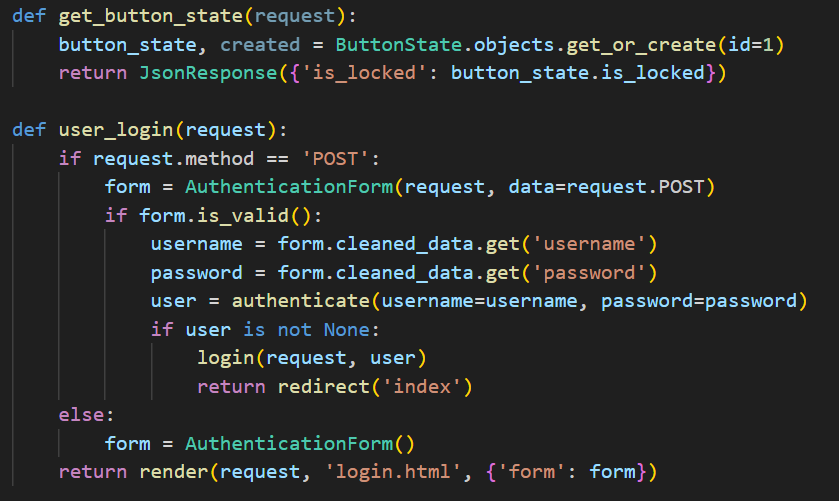 def get_button_state(request):
    button_state, created = ButtonState.objects.get_or_create(id=1)
    return JsonResponse({'is_locked': button_state.is_locked})

def user_login(request):
    if request.method == 'POST':
        form = AuthenticationForm(request, data=request.POST)
        if form.is_valid():
            username = form.cleaned_data.get('username')
            password = form.cleaned_data.get('password')
            user = authenticate(username=username, password=password)
            if user is not None:
                login(request, user)
                return redirect('index')
    else:
        form = AuthenticationForm()
    return render(request, 'login.html', {'form': form})